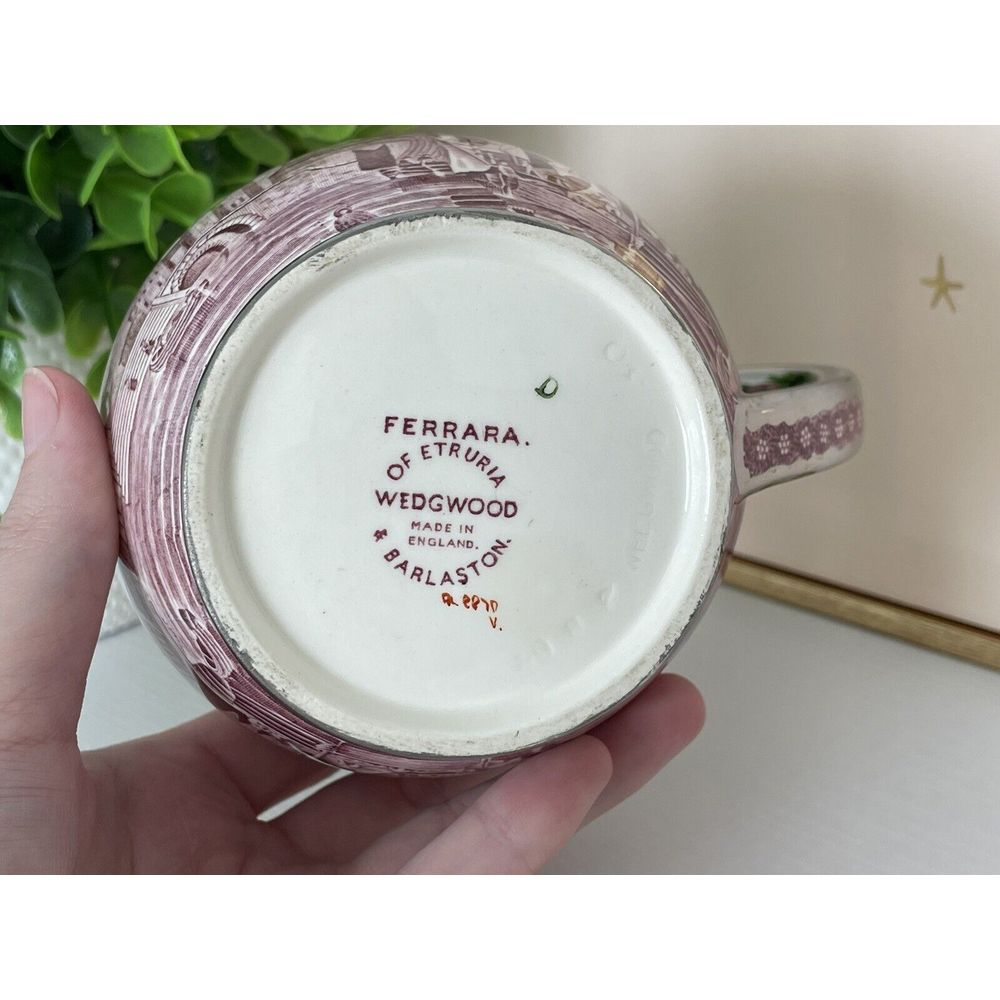 FERRARA.
OF ETRURIA
WEDGWOOD
MADE IN
ENGLAND.
& BARLASTON.